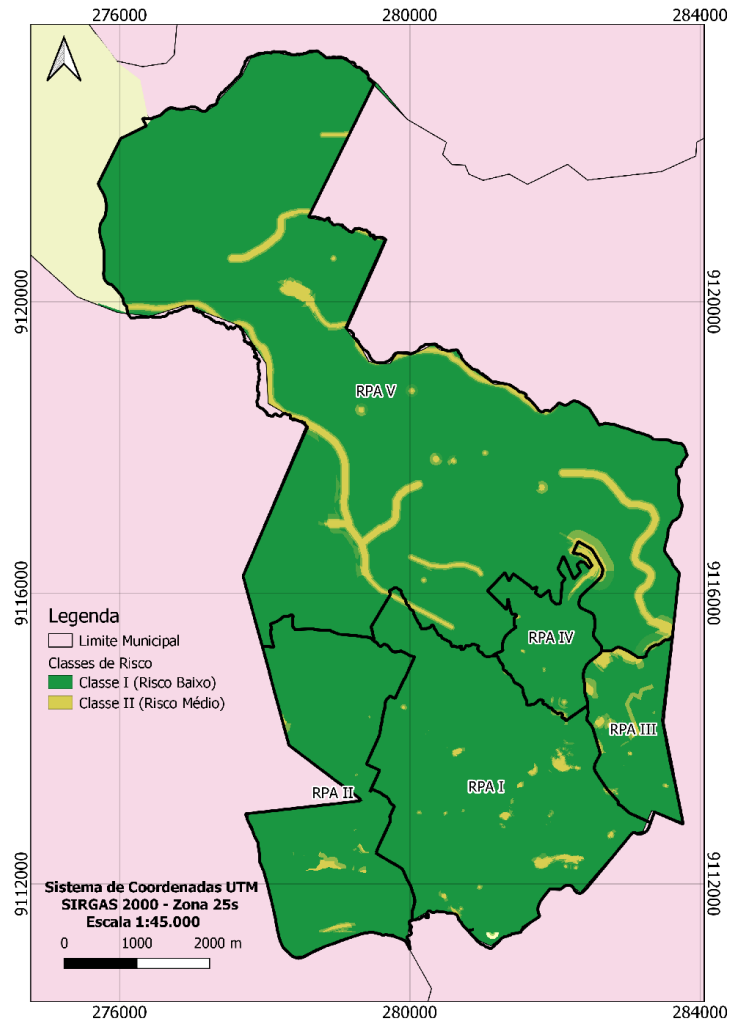 276000
280000
284000
9120000
9120000
RPA V
9116000
9116000
Legenda
Limite Municipal
Classes de Risco
Classe I (Risco Baixo)
Classe II (Risco Médio)
RPA IV
RPA III
RPA II
RPA I
9112000
9112000
Sistema de Coordenadas UTM
SIRGAS 2000 - Zona 25s
Escala 1:45.000
0 1000 2000 m
276000
280000
284000